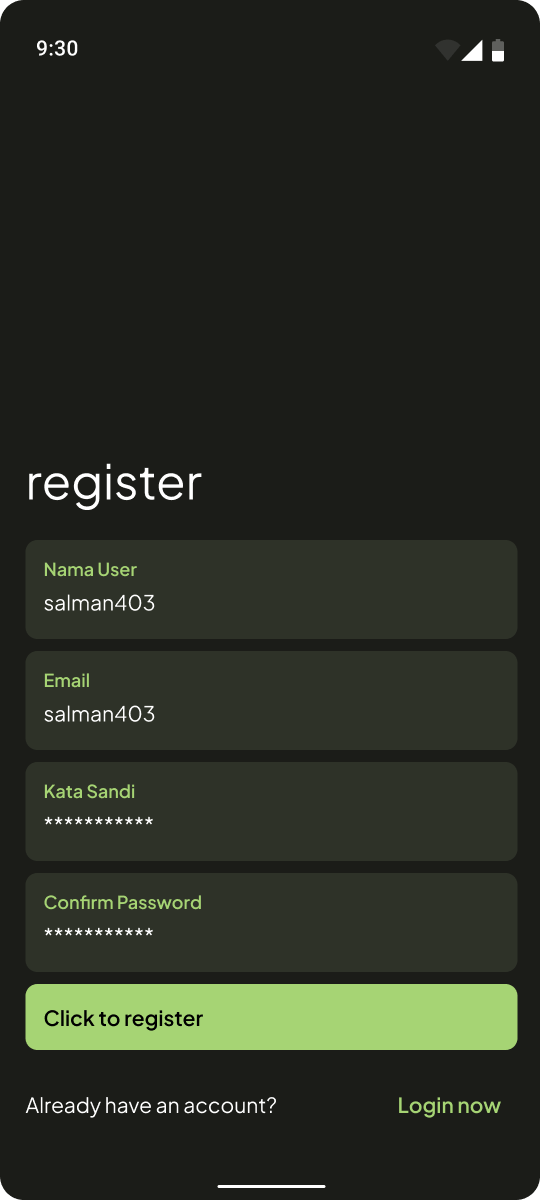 9:30
register
Nama User
salman403
Email
salman403
Kata Sandi
***********
Confirm Password
***********
Click to register
Already have an account? Login now